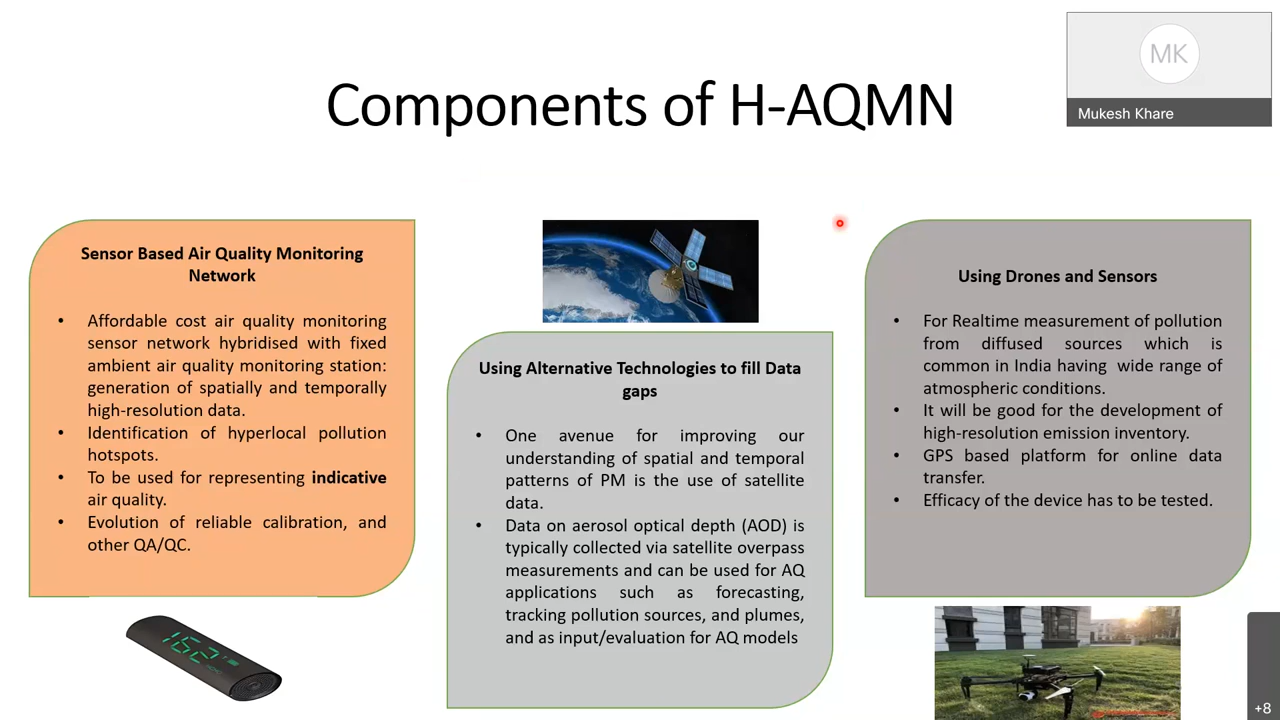 Components of H-AQMN
MK
Mukesh Khare
Sensor Based Air Quality Monitoring
Network
• Affordable cost air quality monitoring
sensor network hybridised with fixed
ambient air quality monitoring station:
generation of spatially and temporally
high-resolution data.
• Identification of hyperlocal pollution
hotspots.
• To be used for representing indicative
air quality.
• Evolution of reliable calibration, and
other QA/QC.
Using Alternative Technologies to fill Data
gaps
• One avenue for improving our
understanding of spatial and temporal
patterns of PM is the use of satellite
data.
• Data on aerosol optical depth (AOD) is
typically collected via satellite overpass
measurements and can be used for AQ
applications such as forecasting,
tracking pollution sources, and plumes,
and as input/evaluation for AQ models
Using Drones and Sensors
• For Realtime measurement of pollution
from diffused sources which is
common in India having wide range of
atmospheric conditions.
• It will be good for the development of
high-resolution emission inventory.
• GPS based platform for online data
transfer.
• Efficacy of the device has to be tested.
162
+8